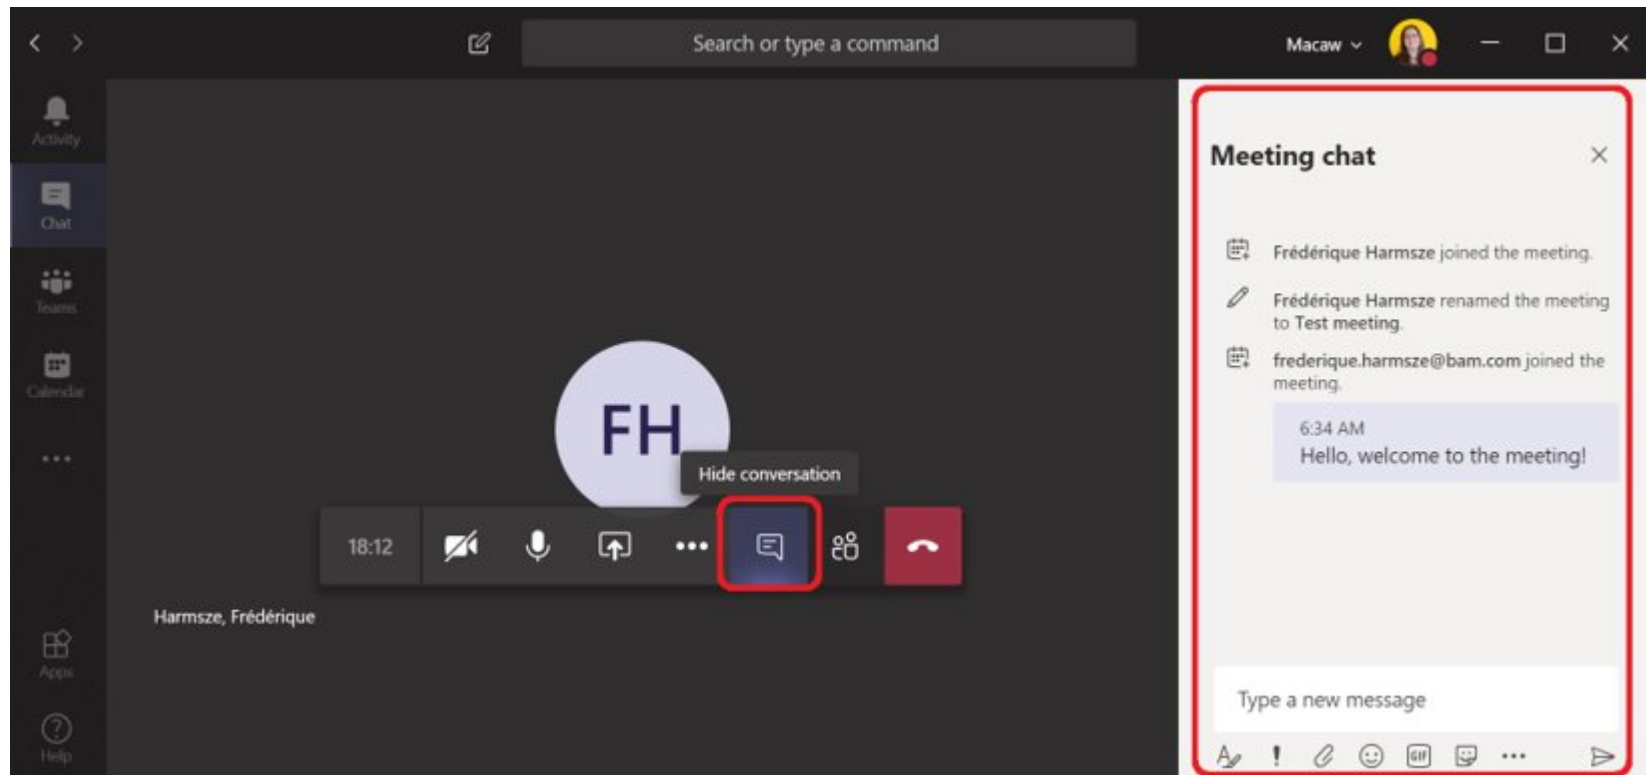 Search or type a command
Macaw
Activity
Chat
Teams
Calendar
Apps
Help
FH
Hide conversation
18:12
Harmsze, Frédérique
Meeting chat
Frédérique Harmsze joined the meeting.
Frédérique Harmsze renamed the meeting
to Test meeting.
frederique.harmsze@bam.com joined the
meeting.
6:34 AM
Hello, welcome to the meeting!
Type a new message
GIF